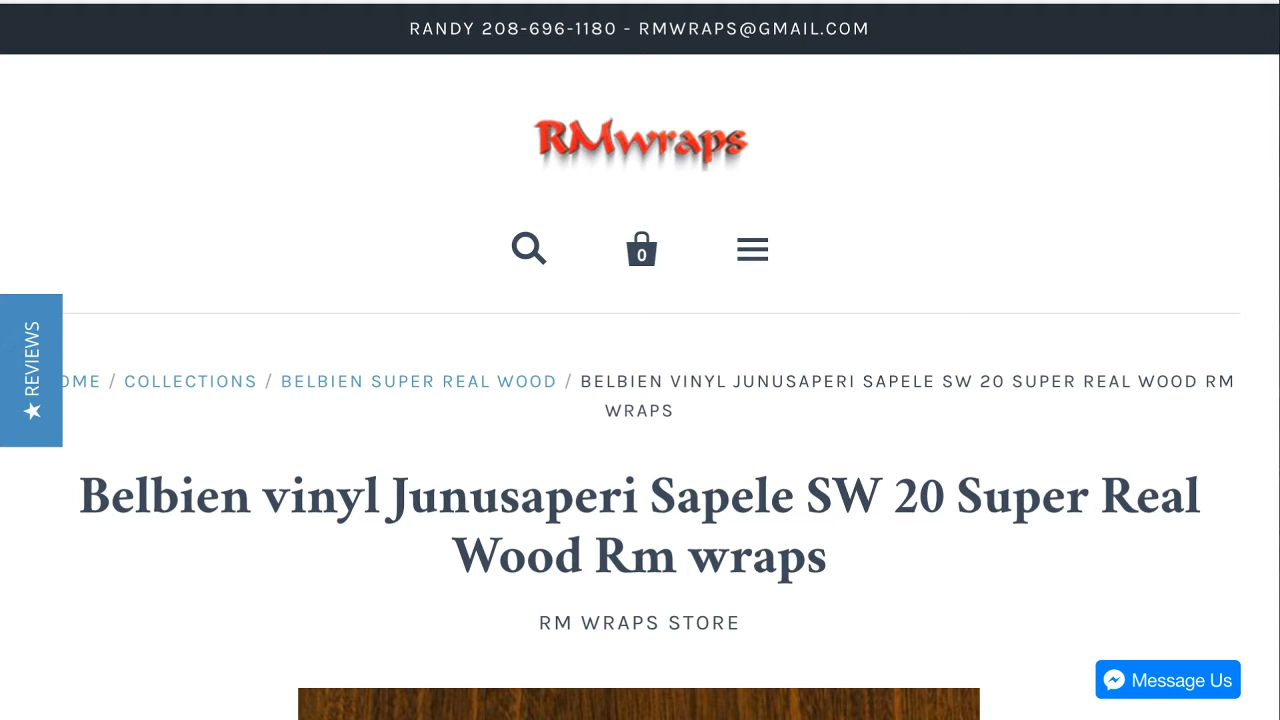 RANDY 208-696-1180 - RMWRAPS@GMAIL.COM
RMwraps
0
★ REVIEWS
OME / COLLECTIONS / BELBIEN SUPER REAL WOOD / BELBIEN VINYL JUNUSAPERI SAPELE SW 20 SUPER REAL WOOD RM
WRAPS
Belbien vinyl Junusaperi Sapele SW 20 Super Real
Wood Rm wraps
RM WRAPS STORE
Message Us